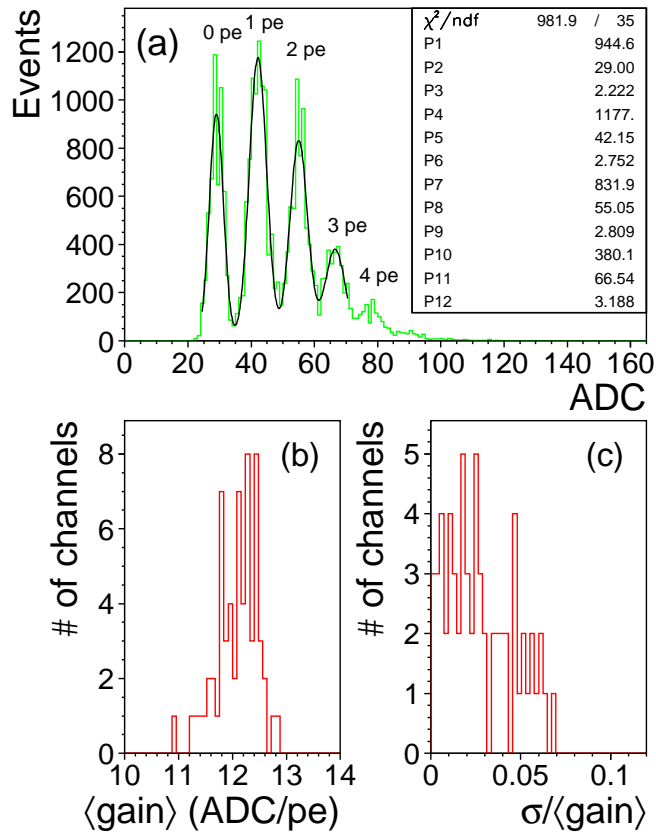 (a)
0 pe
1 pe
2 pe
3 pe
4 pe
Events
1200
1000
800
600
400
200
0
0 20 40 60 80 100 120 140 160
ADC
χ²/ndf 981.9 / 35
P1 944.6
P2 29.00
P3 2.222
P4 1177.
P5 42.15
P6 2.752
P7 831.9
P8 55.05
P9 2.809
P10 380.1
P11 66.54
P12 3.188
(b)
# of channels
8
6
4
2
0
10 11 12 13 14
⟨gain⟩ (ADC/pe)
(c)
# of channels
5
4
3
2
1
0
0 0.05 0.1
σ/⟨gain⟩